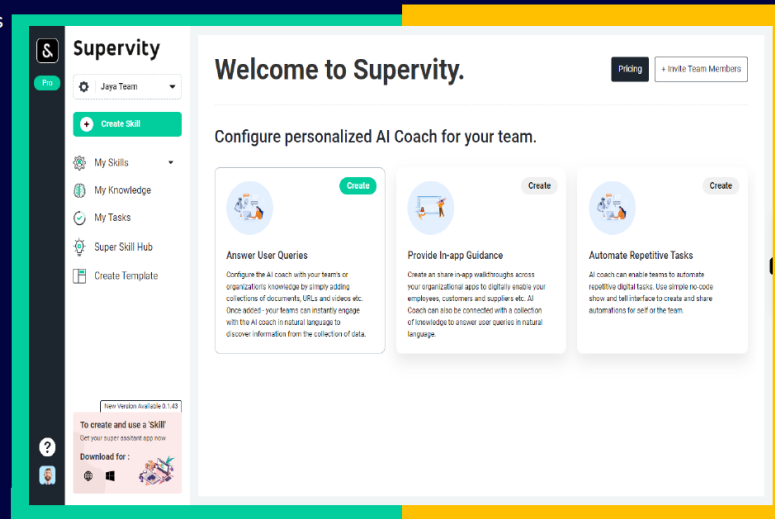 s
&
Supervity
Pro
Jaya Team
Create Skill
My Skills
My Knowledge
My Tasks
Super Skill Hub
Create Template
New Version Available 0.1.43
To create and use a 'Skill'
Get your super assitant app now
Download for :
?
Welcome to Supervity.
Pricing
+ Invite Team Members
Configure personalized AI Coach for your team.
Create
Answer User Queries
Configure the AI coach with your team's or
organization's knowledge by simply adding
collections of documents, URLs and videos etc.
Once added - your teams can instantly engage
with the AI coach in natural language to
discover information from the collection of data.
Create
Provide In-app Guidance
Create an share in-app walkthroughs across
your organizational apps to digitally enable your
employees, customers and suppliers etc. AI
Coach can also be connected with a collection
of knowledge to answer user queries in natural
language.
Create
Automate Repetitive Tasks
AI coach can enable teams to automate
repetitive digital tasks. Use simple no-code
show and tell interface to create and share
automations for self or the team.